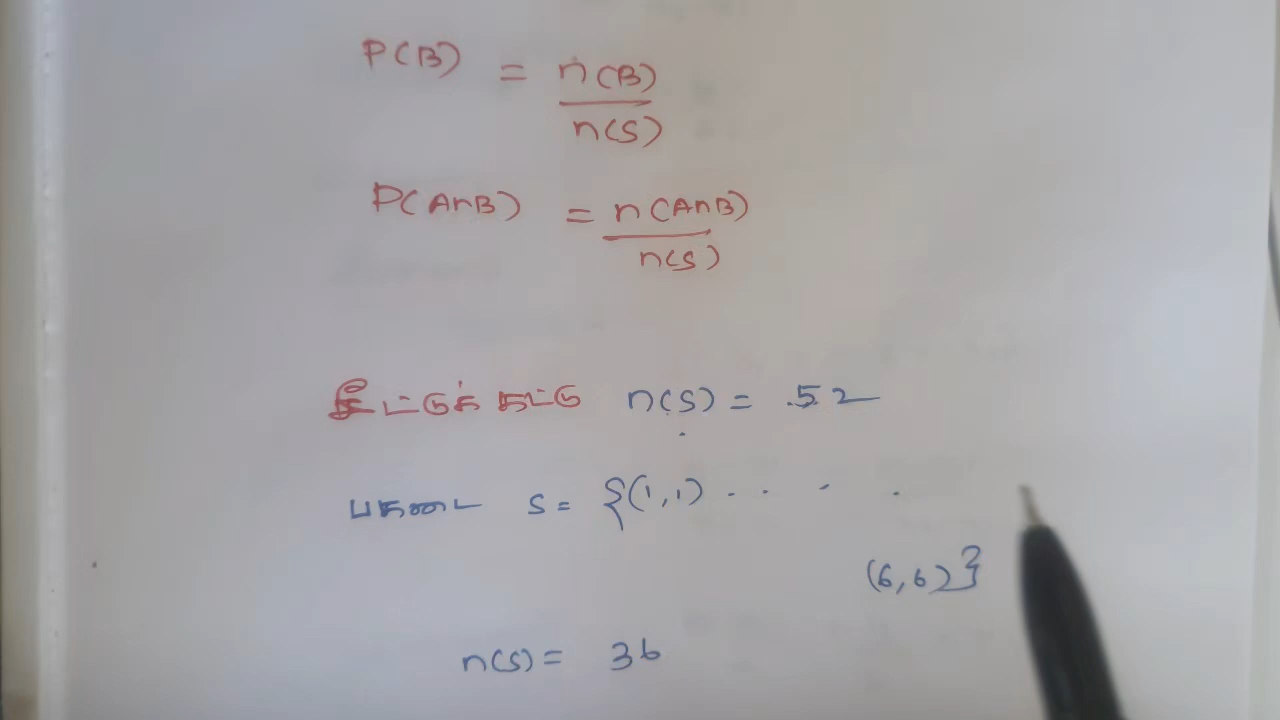 P(B) = n(B)
n(S)
P(A∩B) = n(A∩B)
n(S)
சீட்டுக் கட்டு n(S) = 52
பகடை S = {(1,1) . . . .
(6,6)}
n(S) = 36